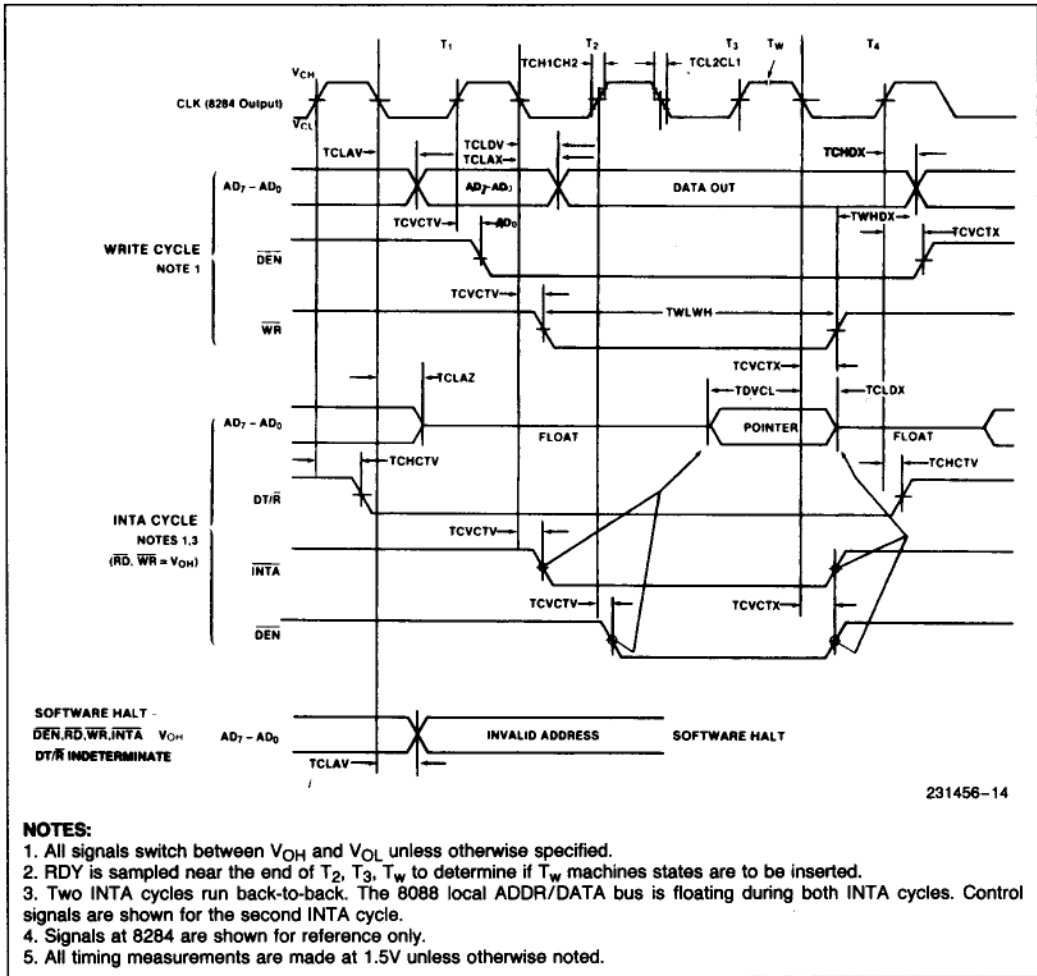 T1 T2 T3 TW T4
TCH1CH2 TCL2CL1
VCH
CLK (8284 Output)
VCL
TCLAV TCLDV TCHDX
TCLAX
AD7-AD0 AD7-AD0 DATA OUT
TCVCTV AD0 TWHDX TCVCTX
WRITE CYCLE
NOTE 1
DEN
TCVCTV TWLWH
WR
TCVCTX
TCLAZ TDVCL TCLDX
AD7-AD0 FLOAT POINTER FLOAT
TCHCTV TCHCTV
DT/R
INTA CYCLE
NOTES 1,3
(RD, WR = VOH)
TCVCTV
INTA
TCVCTV TCVCTX
DEN
SOFTWARE HALT -
DEN,RD,WR,INTA VOH
DT/R INDETERMINATE
AD7-AD0 INVALID ADDRESS SOFTWARE HALT
TCLAV
231456-14
NOTES:
1. All signals switch between VOH and VOL unless otherwise specified.
2. RDY is sampled near the end of T2, T3, Tw to determine if Tw machines states are to be inserted.
3. Two INTA cycles run back-to-back. The 8088 local ADDR/DATA bus is floating during both INTA cycles. Control
signals are shown for the second INTA cycle.
4. Signals at 8284 are shown for reference only.
5. All timing measurements are made at 1.5V unless otherwise noted.